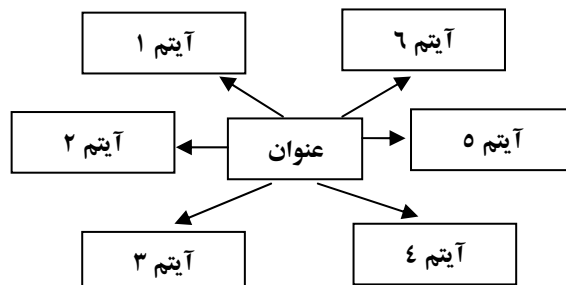 آیتم ۱
آیتم ٦
آیتم ۲
عنوان
آیتم ٥
آیتم ۳
آیتم ٤